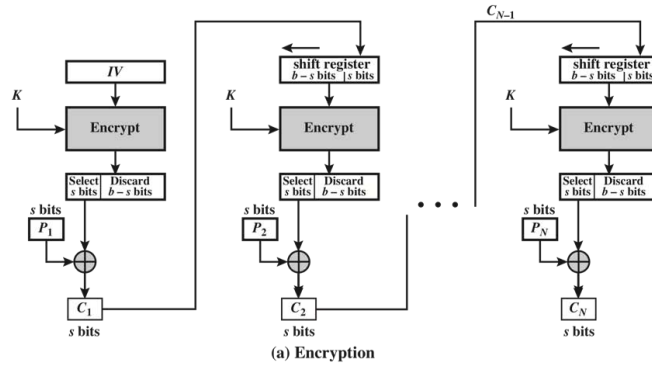 C_{N–1}
IV
shift register
b – s bits | s bits
shift register
b – s bits | s bits
K
K
K
Encrypt
Encrypt
Encrypt
Select
s bits
Discard
b – s bits
Select
s bits
Discard
b – s bits
Select
s bits
Discard
b – s bits
s bits
P_1
s bits
P_2
s bits
P_N
• • •
C_1
s bits
C_2
s bits
C_N
s bits
(a) Encryption